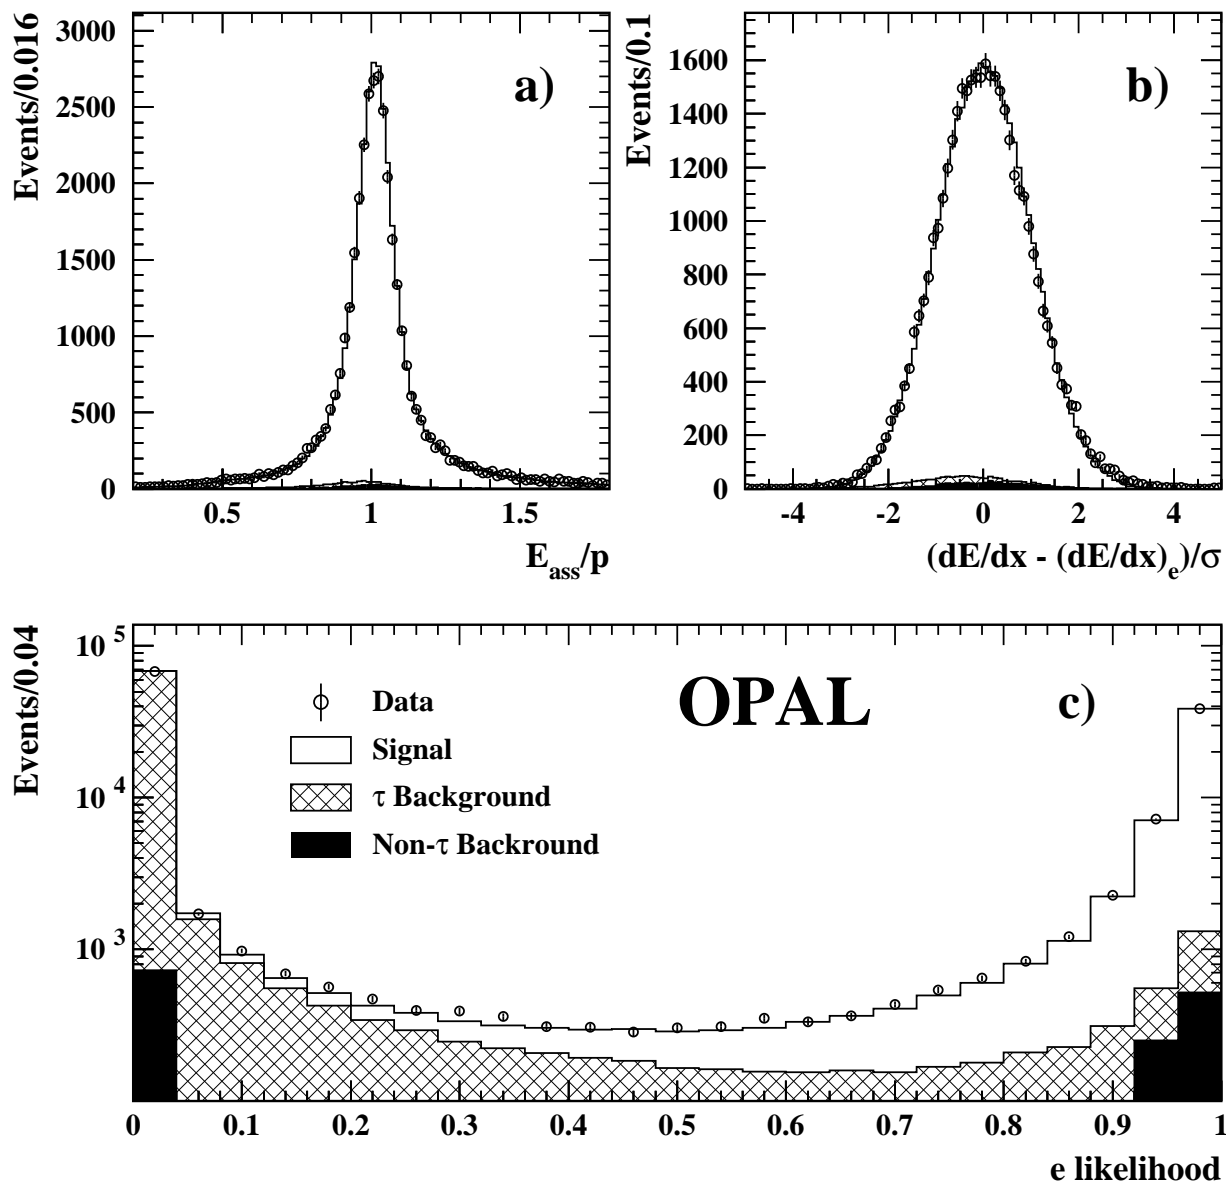 Events/0.016
3000
2500
2000
1500
1000
500
0
a)
0.5 1 1.5
E_ass/p
Events/0.1
1600
1400
1200
1000
800
600
400
200
0
b)
-4 -2 0 2 4
(dE/dx - (dE/dx)_e)/σ
Events/0.04
10^5
10^4
10^3
Data
Signal
τ Background
Non-τ Backround
OPAL
c)
0 0.1 0.2 0.3 0.4 0.5 0.6 0.7 0.8 0.9 1
e likelihood